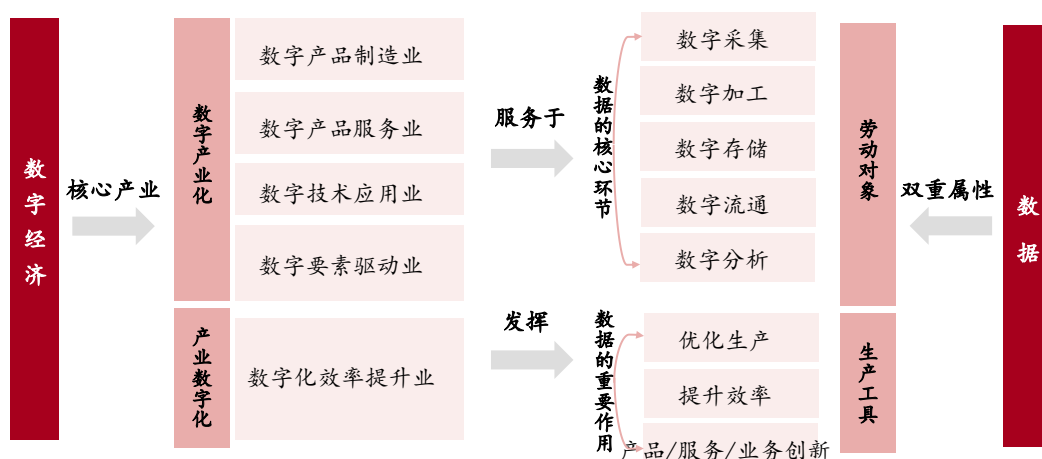 数字经济
核心产业
数字产业化
数字产品制造业
数字产品服务业
数字技术应用业
数字要素驱动业
产业数字化
数字化效率提升业
服务于
发挥
数据的核心环节
数字采集
数字加工
数字存储
数字流通
数字分析
数据的重要作用
优化生产
提升效率
产品/服务/业务创新
劳动对象
生产工具
双重属性
数据